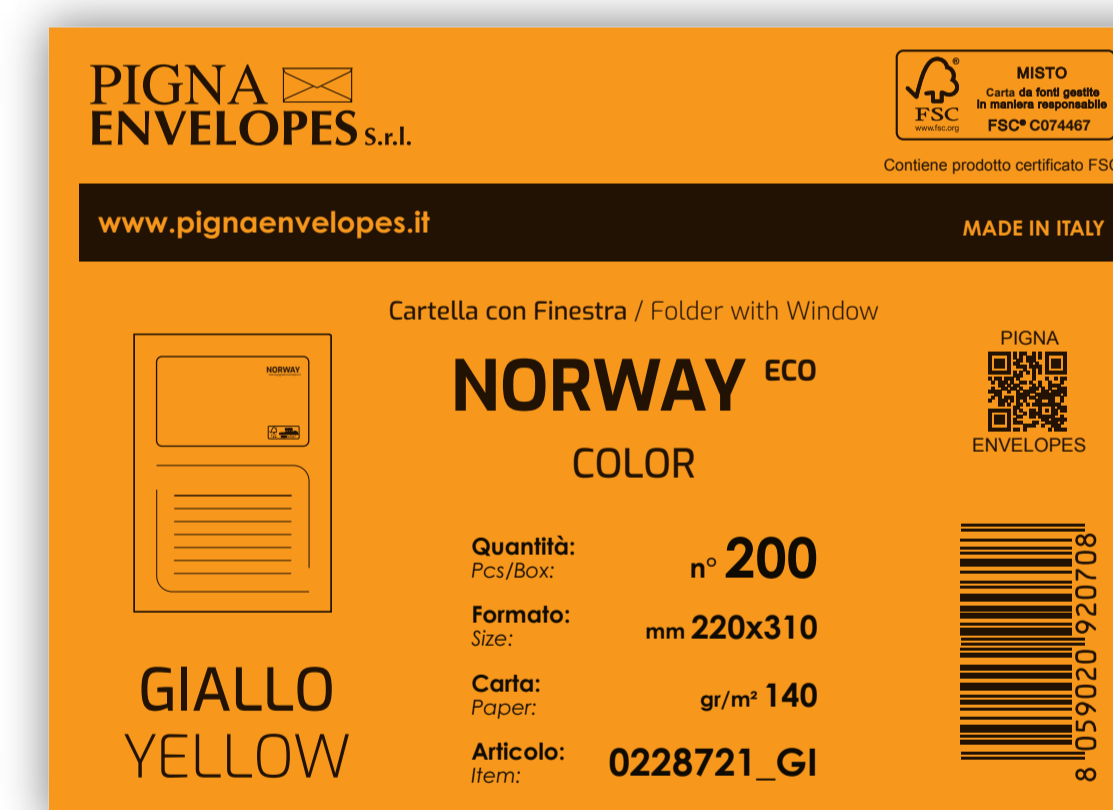 PIGNA
ENVELOPES S.r.l.
FSC®
www.fsc.org
MISTO
Carta da fonti gestite
in maniera responsabile
FSC® C074467
Contiene prodotto certificato FSC
www.pignaenvelopes.it
MADE IN ITALY
Cartella con Finestra / Folder with Window
NORWAY ECO
COLOR
NORWAY
PIGNA
ENVELOPES
Quantità:
Pcs/Box:
n° 200
Formato:
Size:
mm 220x310
Carta:
Paper:
gr/m² 140
Articolo:
Item:
0228721_GI
GIALLO
YELLOW
8 059020 920708